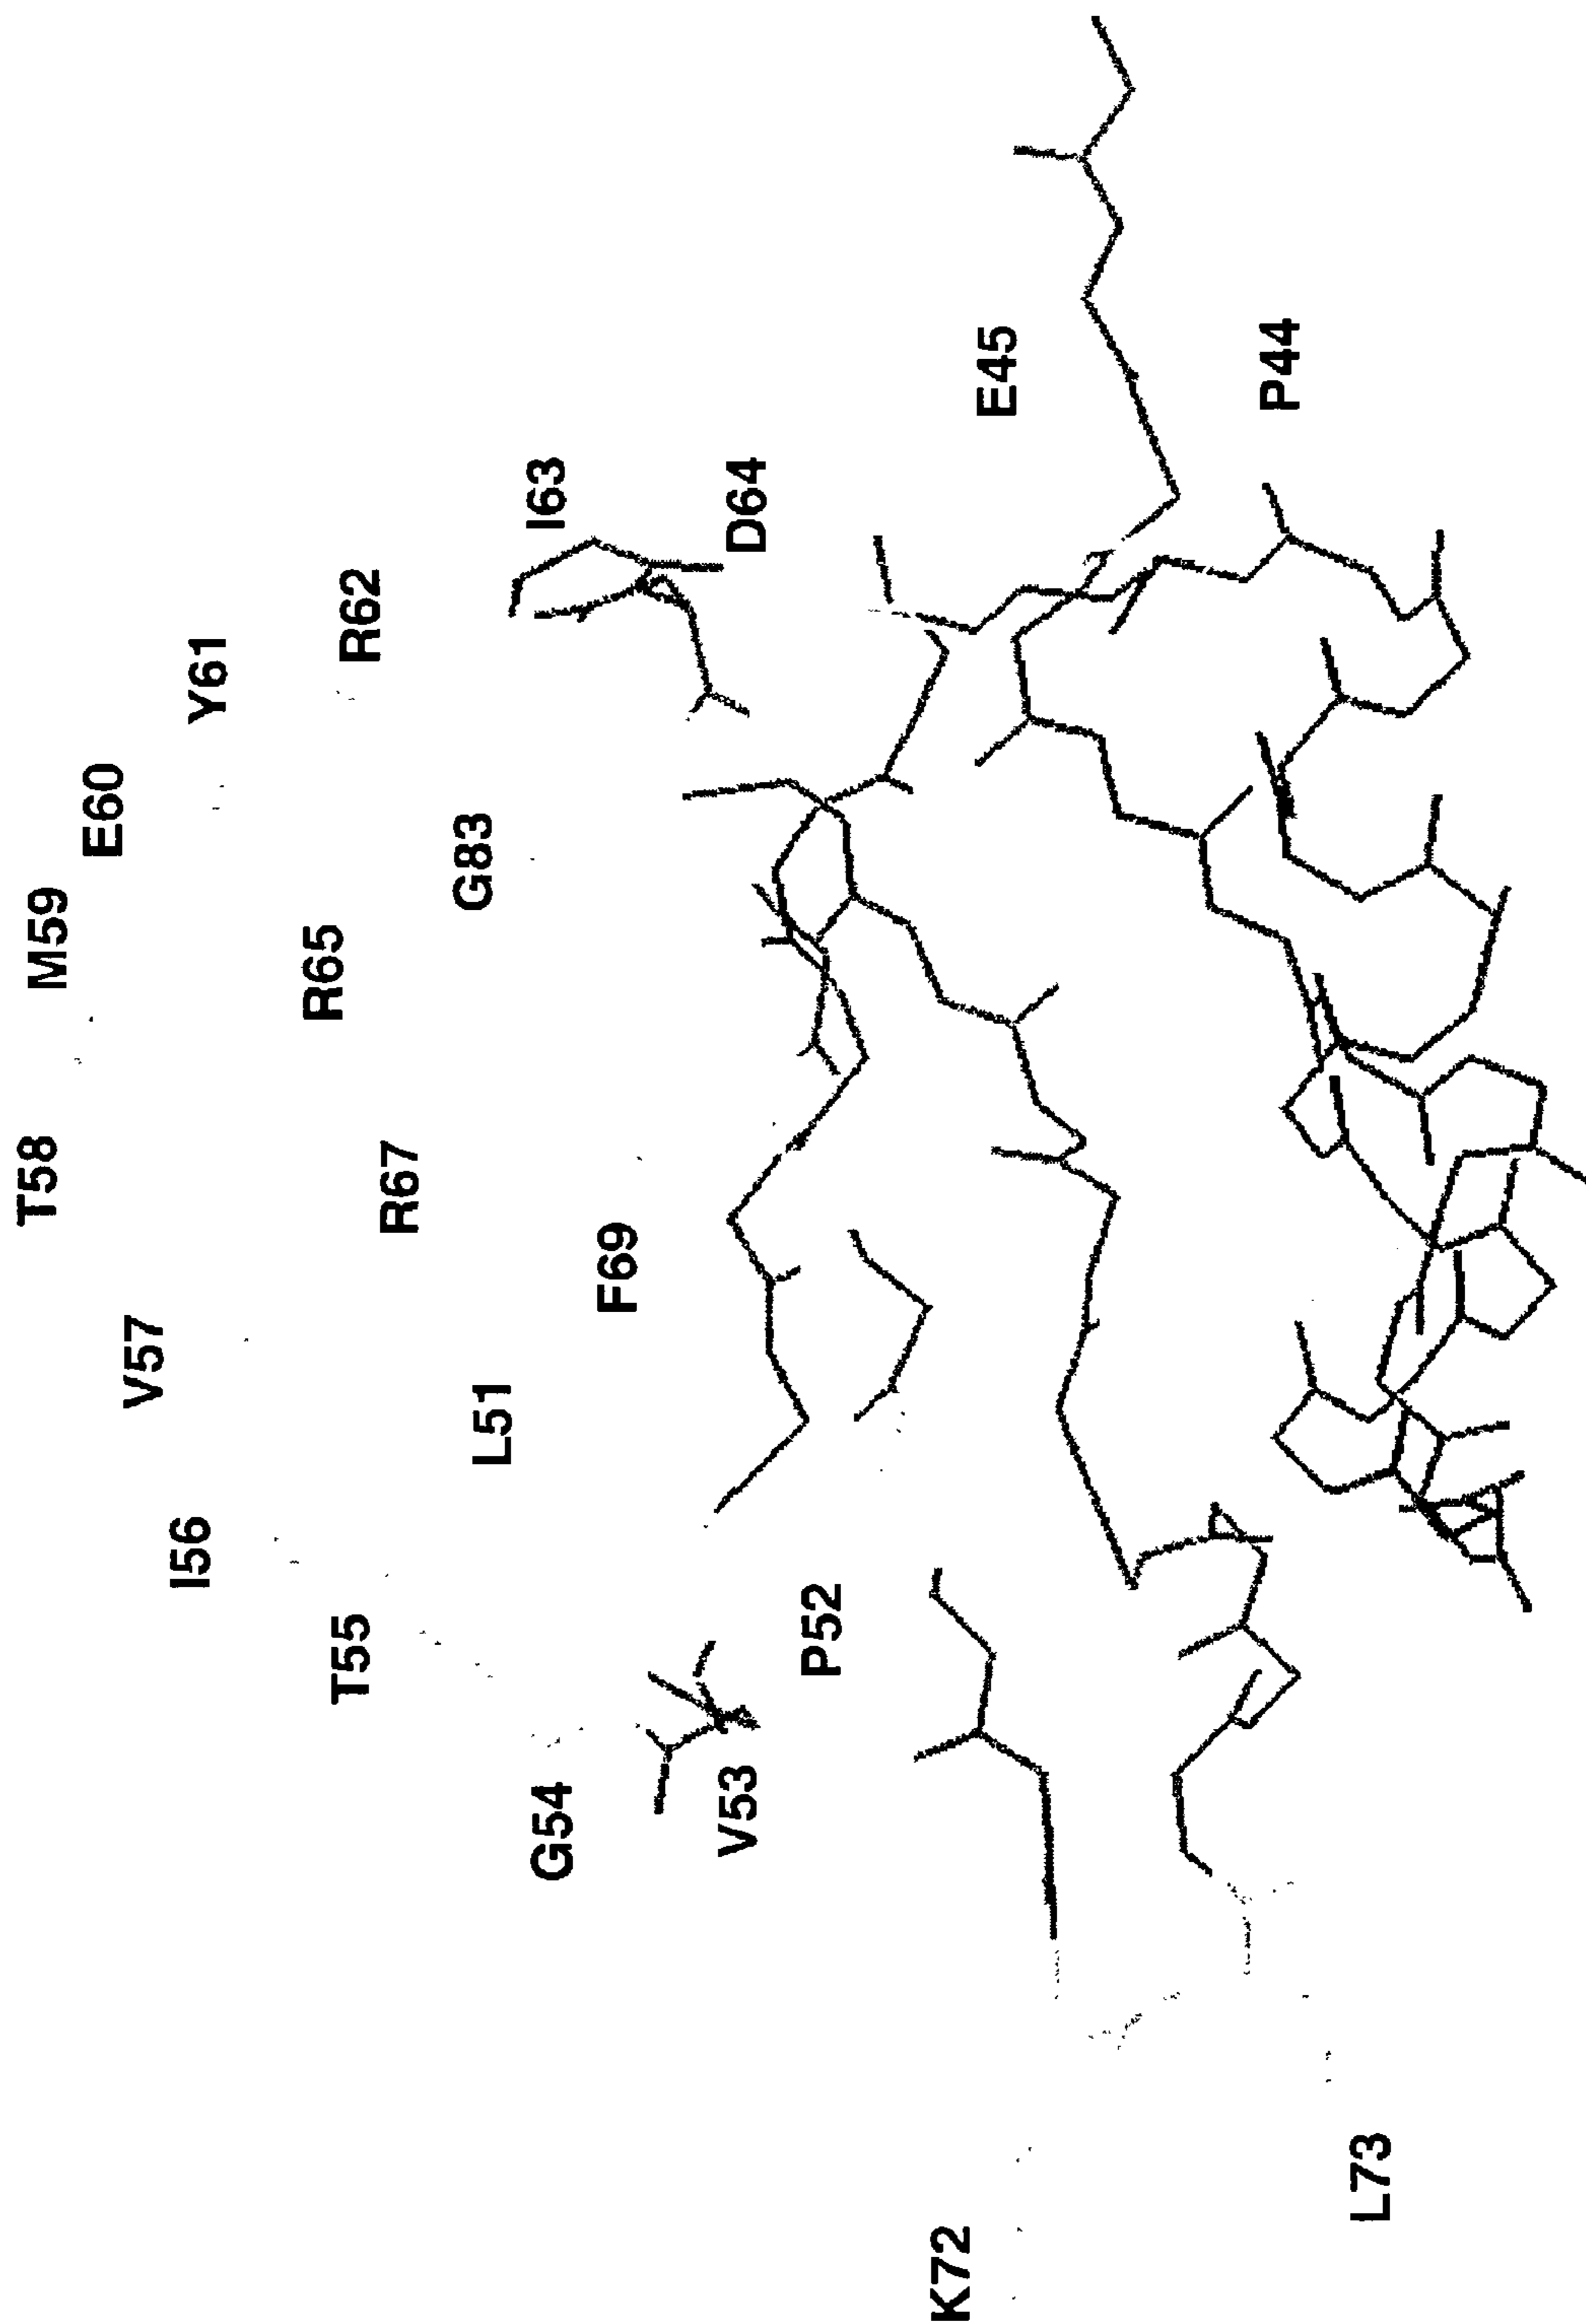 T58
M59
E60
V57
Y61
I56
R65
R62
T55
R67
G83
L51
I63
G54
F69
D64
V53
P52
E45
K72
P44
L73